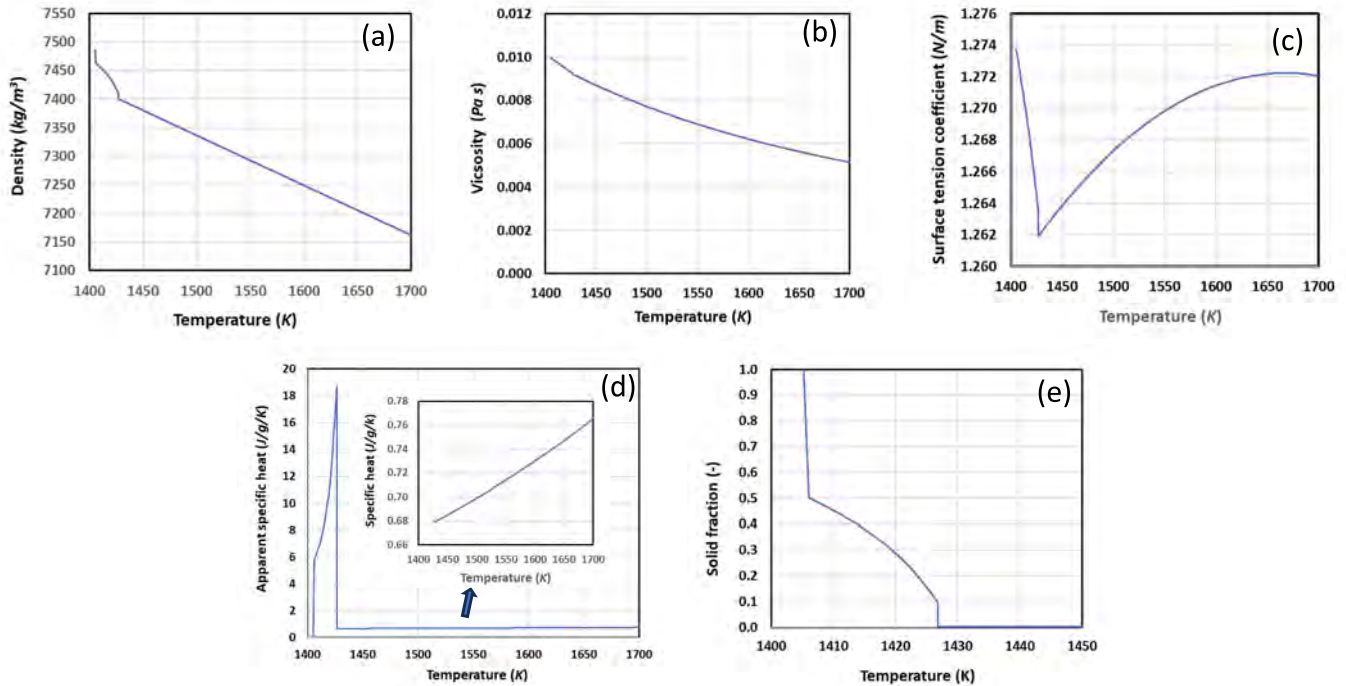 (a)
Density (kg/m³)
7550
7500
7450
7400
7350
7300
7250
7200
7150
7100
1400 1450 1500 1550 1600 1650 1700
Temperature (K)
(b)
Vicsosity (Pa s)
0.012
0.010
0.008
0.006
0.004
0.002
0.000
1400 1450 1500 1550 1600 1650 1700
Temperature (K)
(c)
Surface tension coefficient (N/m)
1.276
1.274
1.272
1.270
1.268
1.266
1.264
1.262
1.260
1400 1450 1500 1550 1600 1650 1700
Temperature (K)
(d)
Apparent specific heat (J/g/K)
20
18
16
14
12
10
8
6
4
2
0
1400 1450 1500 1550 1600 1650 1700
Temperature (K)
Specific heat (J/g/k)
0.78
0.76
0.74
0.72
0.70
0.68
0.66
1400 1450 1500 1550 1600 1650 1700
Temperature (K)
(e)
Solid fraction (-)
1.0
0.9
0.8
0.7
0.6
0.5
0.4
0.3
0.2
0.1
0.0
1400 1410 1420 1430 1440 1450
Temperature (K)